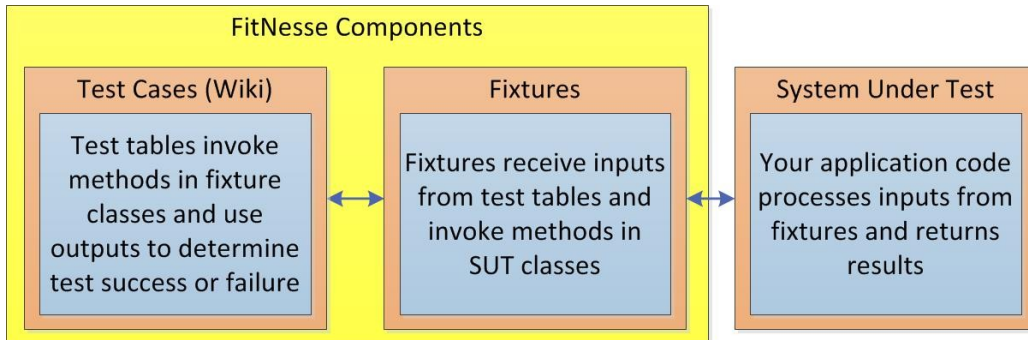 FitNesse Components
Test Cases (Wiki)
Test tables invoke
methods in fixture
classes and use
outputs to determine
test success or failure
Fixtures
Fixtures receive inputs
from test tables and
invoke methods in
SUT classes
System Under Test
Your application code
processes inputs from
fixtures and returns
results